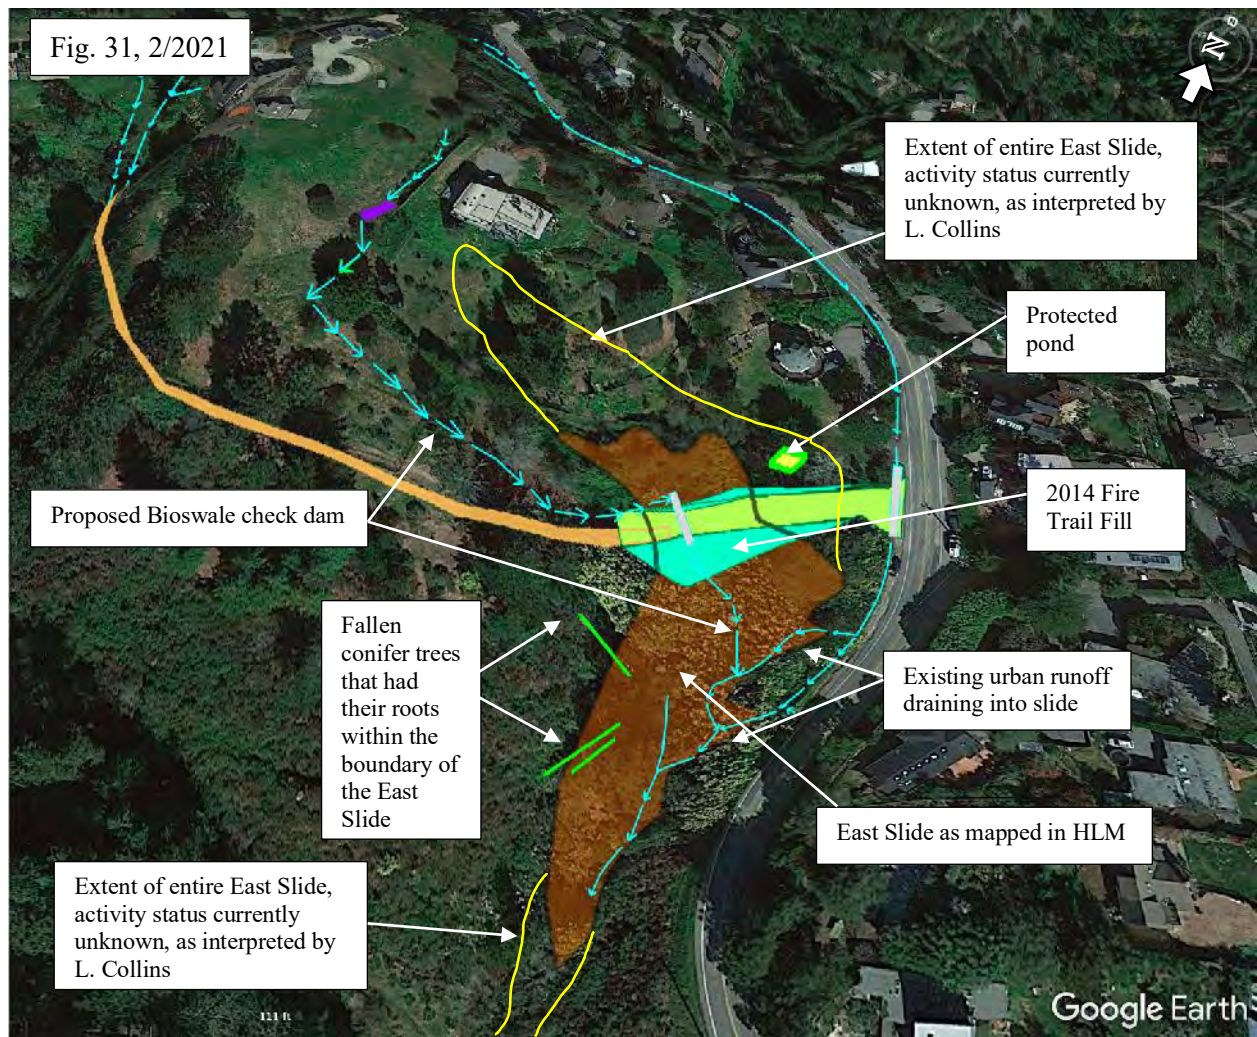 Fig. 31, 2/2021
N
Extent of entire East Slide,
activity status currently
unknown, as interpreted by
L. Collins
Protected
pond
2014 Fire
Trail Fill
Proposed Bioswale check dam
Fallen
conifer trees
that had
their roots
within the
boundary of
the East
Slide
Existing urban runoff
draining into slide
East Slide as mapped in HLM
Extent of entire East Slide,
activity status currently
unknown, as interpreted by
L. Collins
121 ft
Google Earth